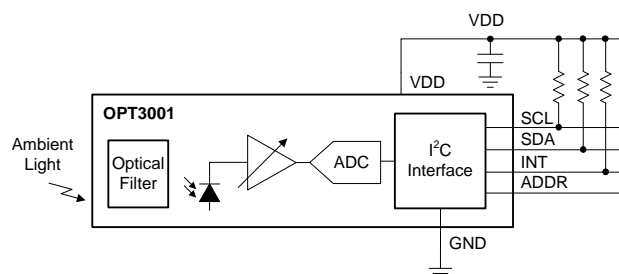 VDD
VDD
OPT3001
Ambient
Light
Optical
Filter
ADC
I2C
Interface
SCL
SDA
INT
ADDR
GND